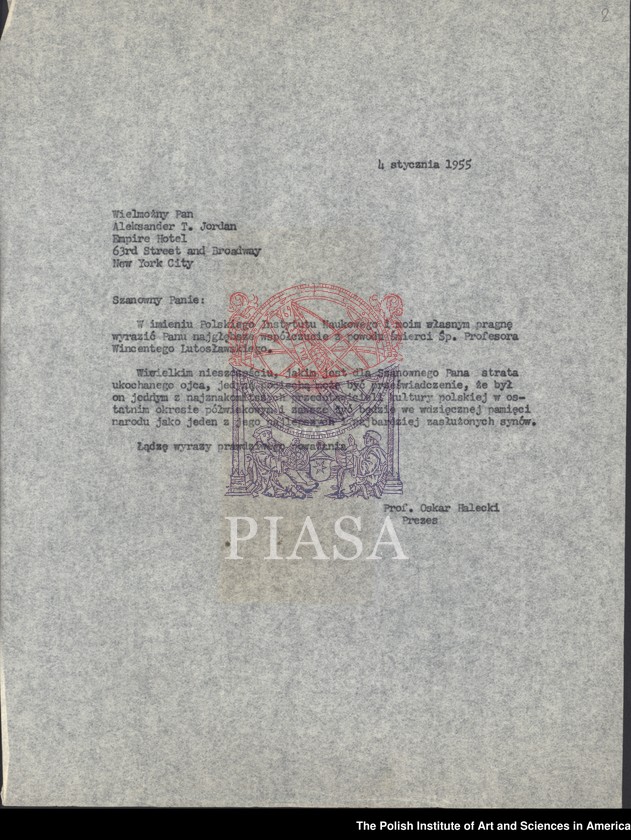 2
4 stycznia 1955
Wielmożny Pan
Aleksander T. Jordan
Empire Hotel
63rd Street and Broadway
New York City
Szanowny Panie:
W imieniu Polskiego Instytutu Naukowego i moim własnym pragnę
wyrazić Panu najgłębsze współczucie z powodu śmierci Śp. Profesora
Wincentego Lutosławskiego.
W wielkim nieszczęściu, jakim jest dla Szanownego Pana strata
ukochanego ojca, jedyną pociechą może być przeświadczenie, że był
on jednym z najznakomitszych przedstawicieli kultury polskiej w os-
tatnim okresie półwiekowym i zawsze żyć będzie we wdzięcznej pamięci
narodu jako jeden z jego najlepszych i najbardziej zasłużonych synów.
Łączę wyrazy prawdziwego poważania
Prof. Oskar Halecki
Prezes
PIASA
The Polish Institute of Art and Sciences in America